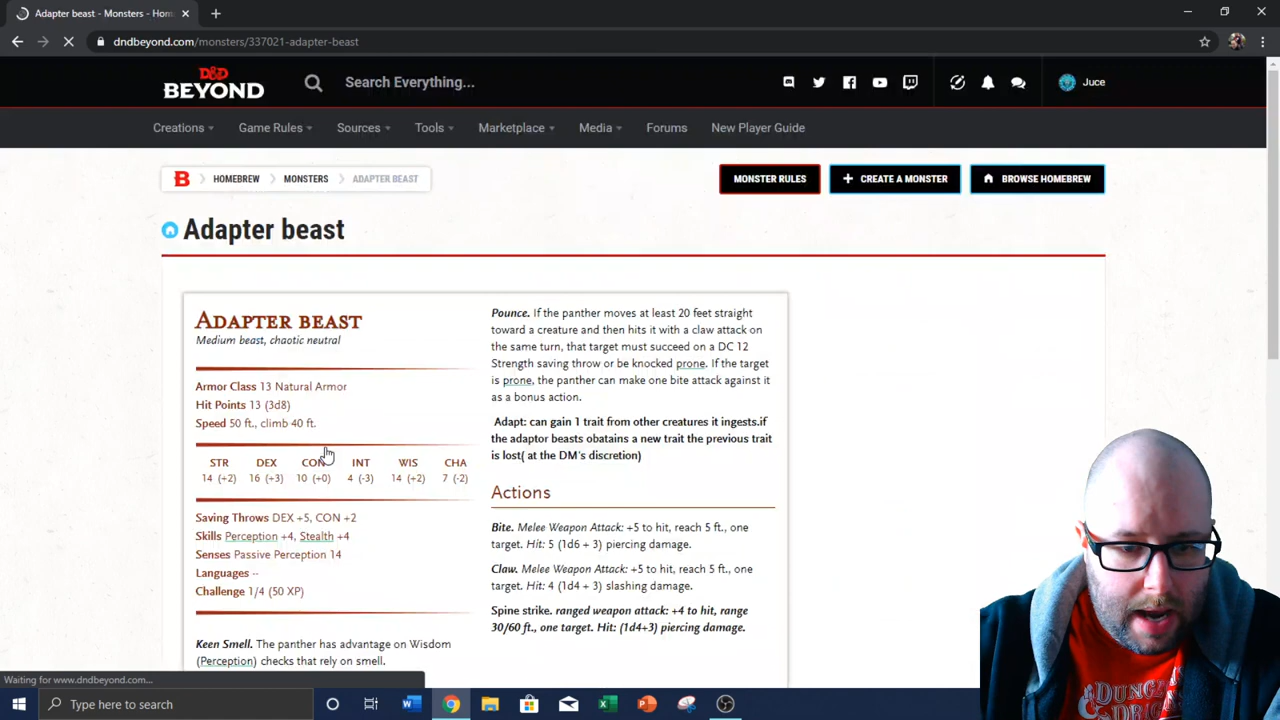 Adapter beast - Monsters - Hom
dndbeyond.com/monsters/337021-adapter-beast
D&D
BEYOND
Search Everything...
Juce
Creations
Game Rules
Sources
Tools
Marketplace
Media
Forums
New Player Guide
B
HOMEBREW
MONSTERS
ADAPTER BEAST
MONSTER RULES
+ CREATE A MONSTER
BROWSE HOMEBREW
Adapter beast
ADAPTER BEAST
Medium beast, chaotic neutral
Armor Class 13 Natural Armor
Hit Points 13 (3d8)
Speed 50 ft., climb 40 ft.
STR DEX CON INT WIS CHA
14 (+2) 16 (+3) 10 (+0) 4 (-3) 14 (+2) 7 (-2)
Saving Throws DEX +5, CON +2
Skills Perception +4, Stealth +4
Senses Passive Perception 14
Languages --
Challenge 1/4 (50 XP)
Keen Smell. The panther has advantage on Wisdom
(Perception) checks that rely on smell.
Pounce. If the panther moves at least 20 feet straight
toward a creature and then hits it with a claw attack on
the same turn, that target must succeed on a DC 12
Strength saving throw or be knocked prone. If the target
is prone, the panther can make one bite attack against it
as a bonus action.
Adapt: can gain 1 trait from other creatures it ingests.if
the adaptor beasts obatains a new trait the previous trait
is lost( at the DM's discretion)
Actions
Bite. Melee Weapon Attack: +5 to hit, reach 5 ft., one
target. Hit: 5 (1d6 + 3) piercing damage.
Claw. Melee Weapon Attack: +5 to hit, reach 5 ft., one
target. Hit: 4 (1d4 + 3) slashing damage.
Spine strike. ranged weapon attack: +4 to hit, range
30/60 ft., one target. Hit: (1d4+3) piercing damage.
Waiting for www.dndbeyond.com...
Type here to search